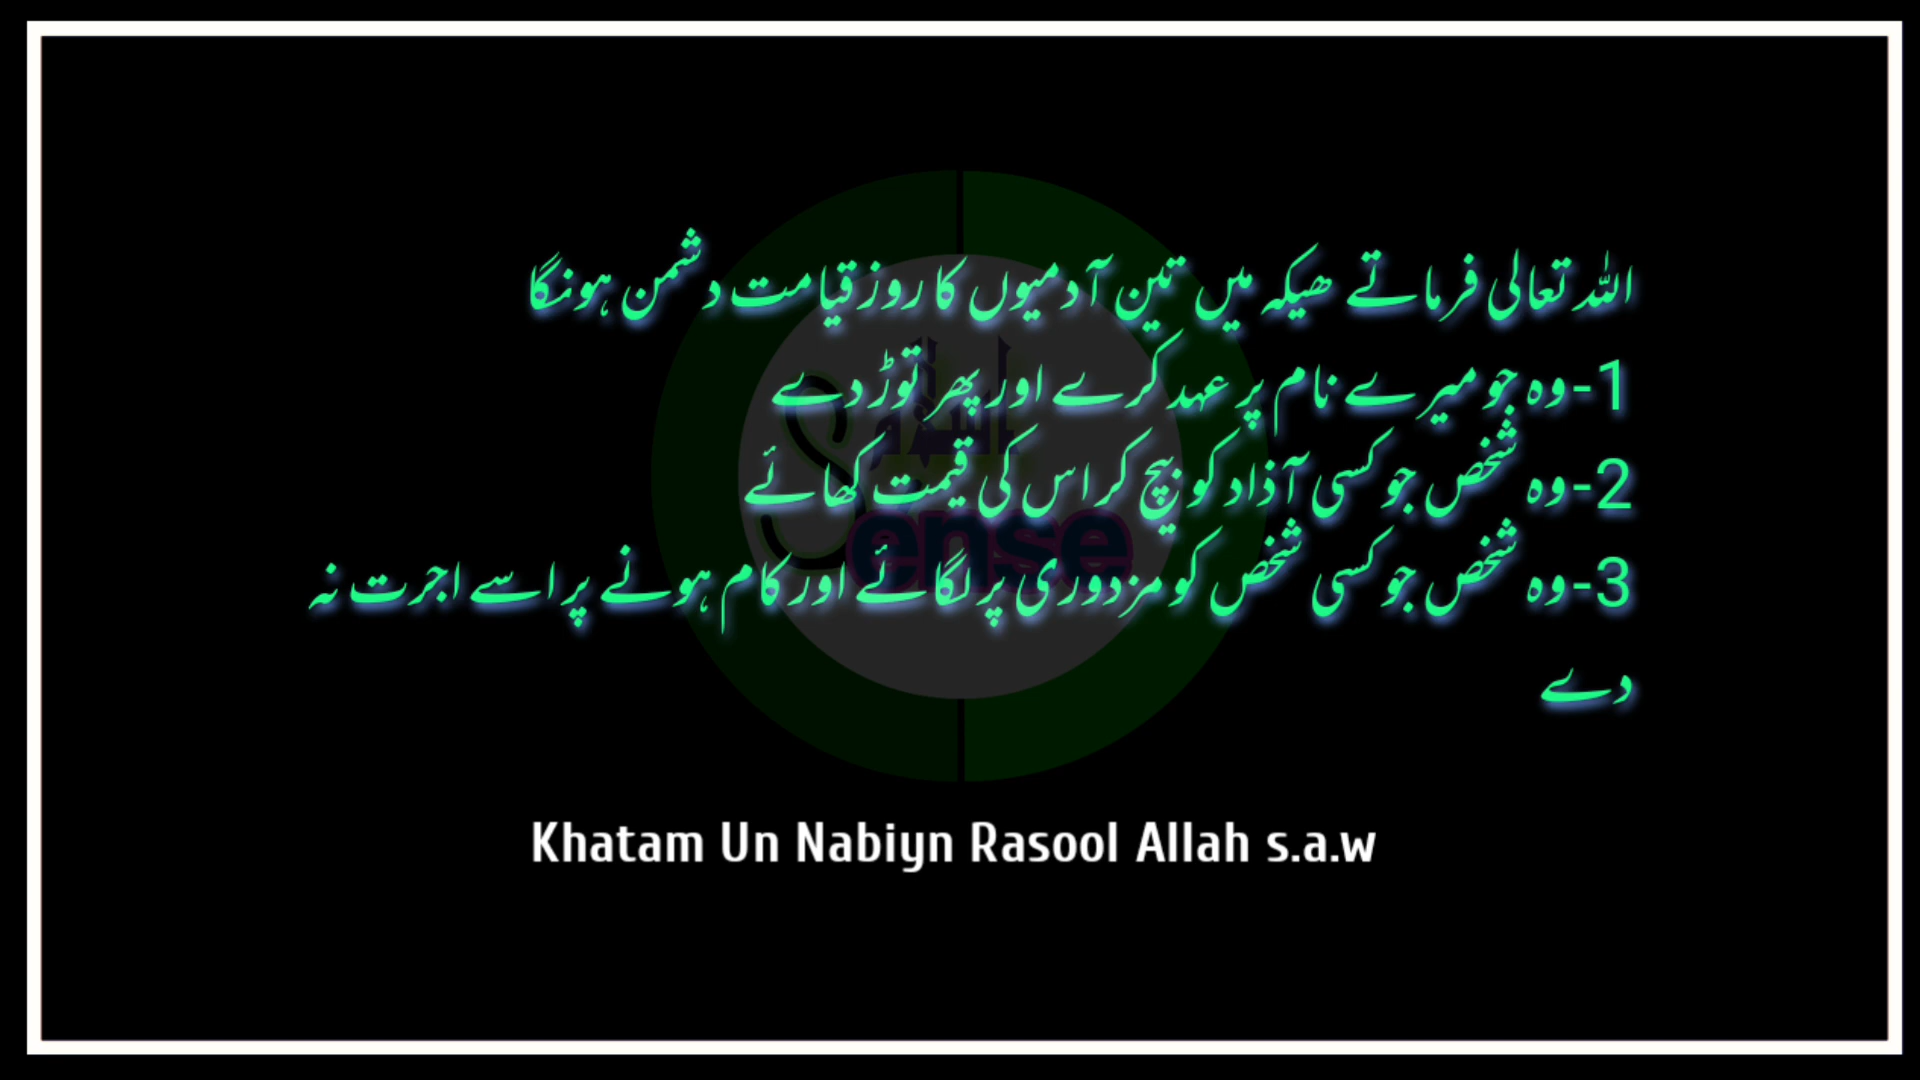 اللہ تعالی فرماتے ھیکہ میں تین آدمیوں کا روز قیامت دشمن ہونگا
1-وہ جو میرے نام پر عہد کرے اور پھر توڑ دے
2-وہ شخص جو کسی آذاد کو بیچ کر اس کی قیمت کھائے
3-وہ شخص جو کسی شخص کو مزدوری پر لگائے اور کام ہونے پر اسے اجرت نہ
دے
Sense
Khatam Un Nabiyn Rasool Allah s.a.w